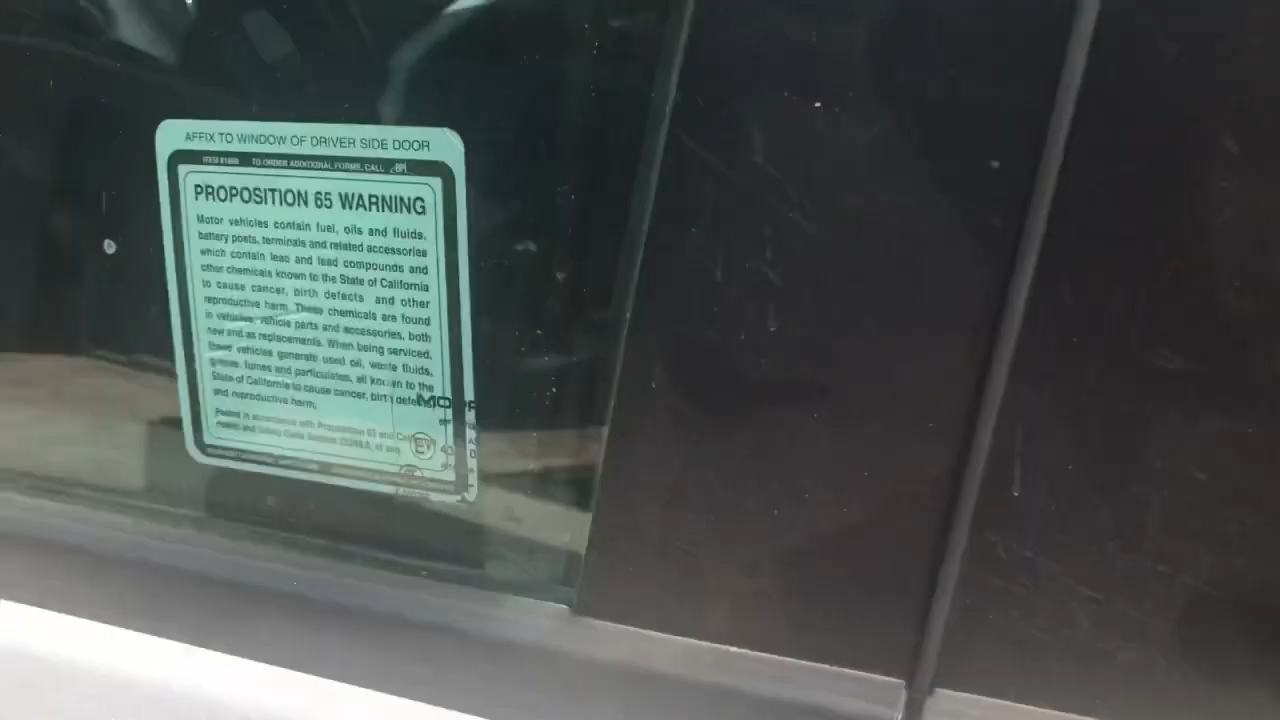 AFFIX TO WINDOW OF DRIVER SIDE DOOR
TO ORDER ADDITIONAL FORMS, CALL
PROPOSITION 65 WARNING
Motor vehicles contain fuel, oils and fluids,
battery posts, terminals and related accessories
which contain lead and lead compounds and
other chemicals known to the State of California
to cause cancer, birth defects and other
reproductive harm. These chemicals are found
in vehicles, vehicle parts and accessories, both
new and as replacements. When being serviced,
these vehicles generate used oil, waste fluids,
grease, fumes and particulates, all known to the
State of California to cause cancer, birth defects
and reproductive harm.
Posted in accordance with Proposition 65 and
Health and Safety Code Section